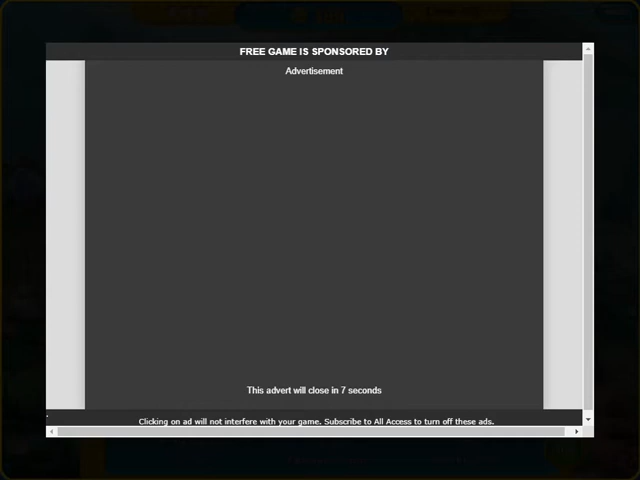 FREE GAME IS SPONSORED BY
Advertisement
This advert will close in 7 seconds
Clicking on ad will not interfere with your game. Subscribe to All Access to turn off these ads.